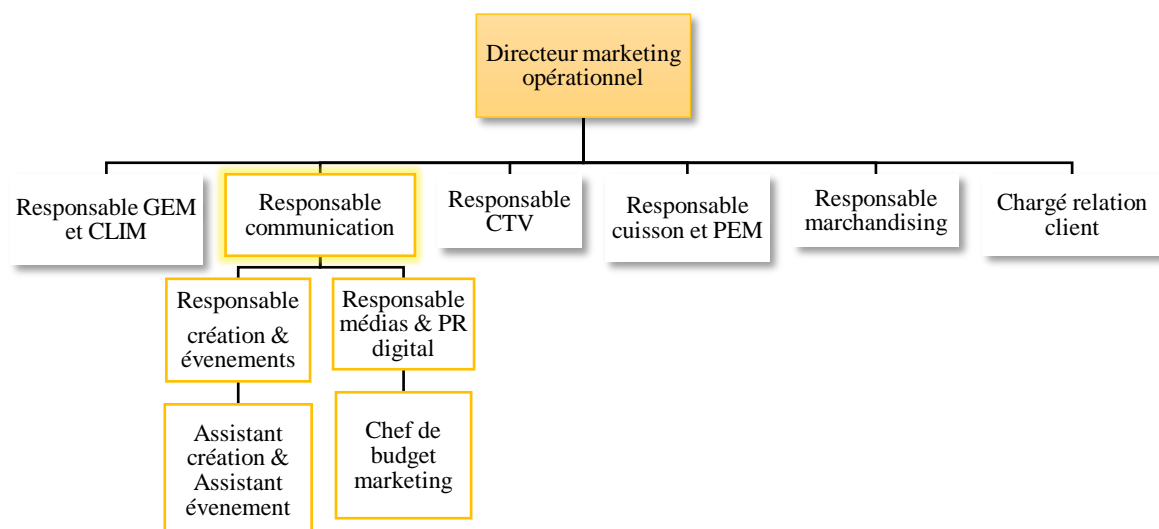 Directeur marketing
opérationnel
Responsable GEM
et CLIM
Responsable
communication
Responsable
CTV
Responsable
cuisson et PEM
Responsable
marchandising
Chargé relation
client
Responsable
création &
évenements
Responsable
médias & PR
digital
Assistant
création &
Assistant
évenement
Chef de
budget
marketing